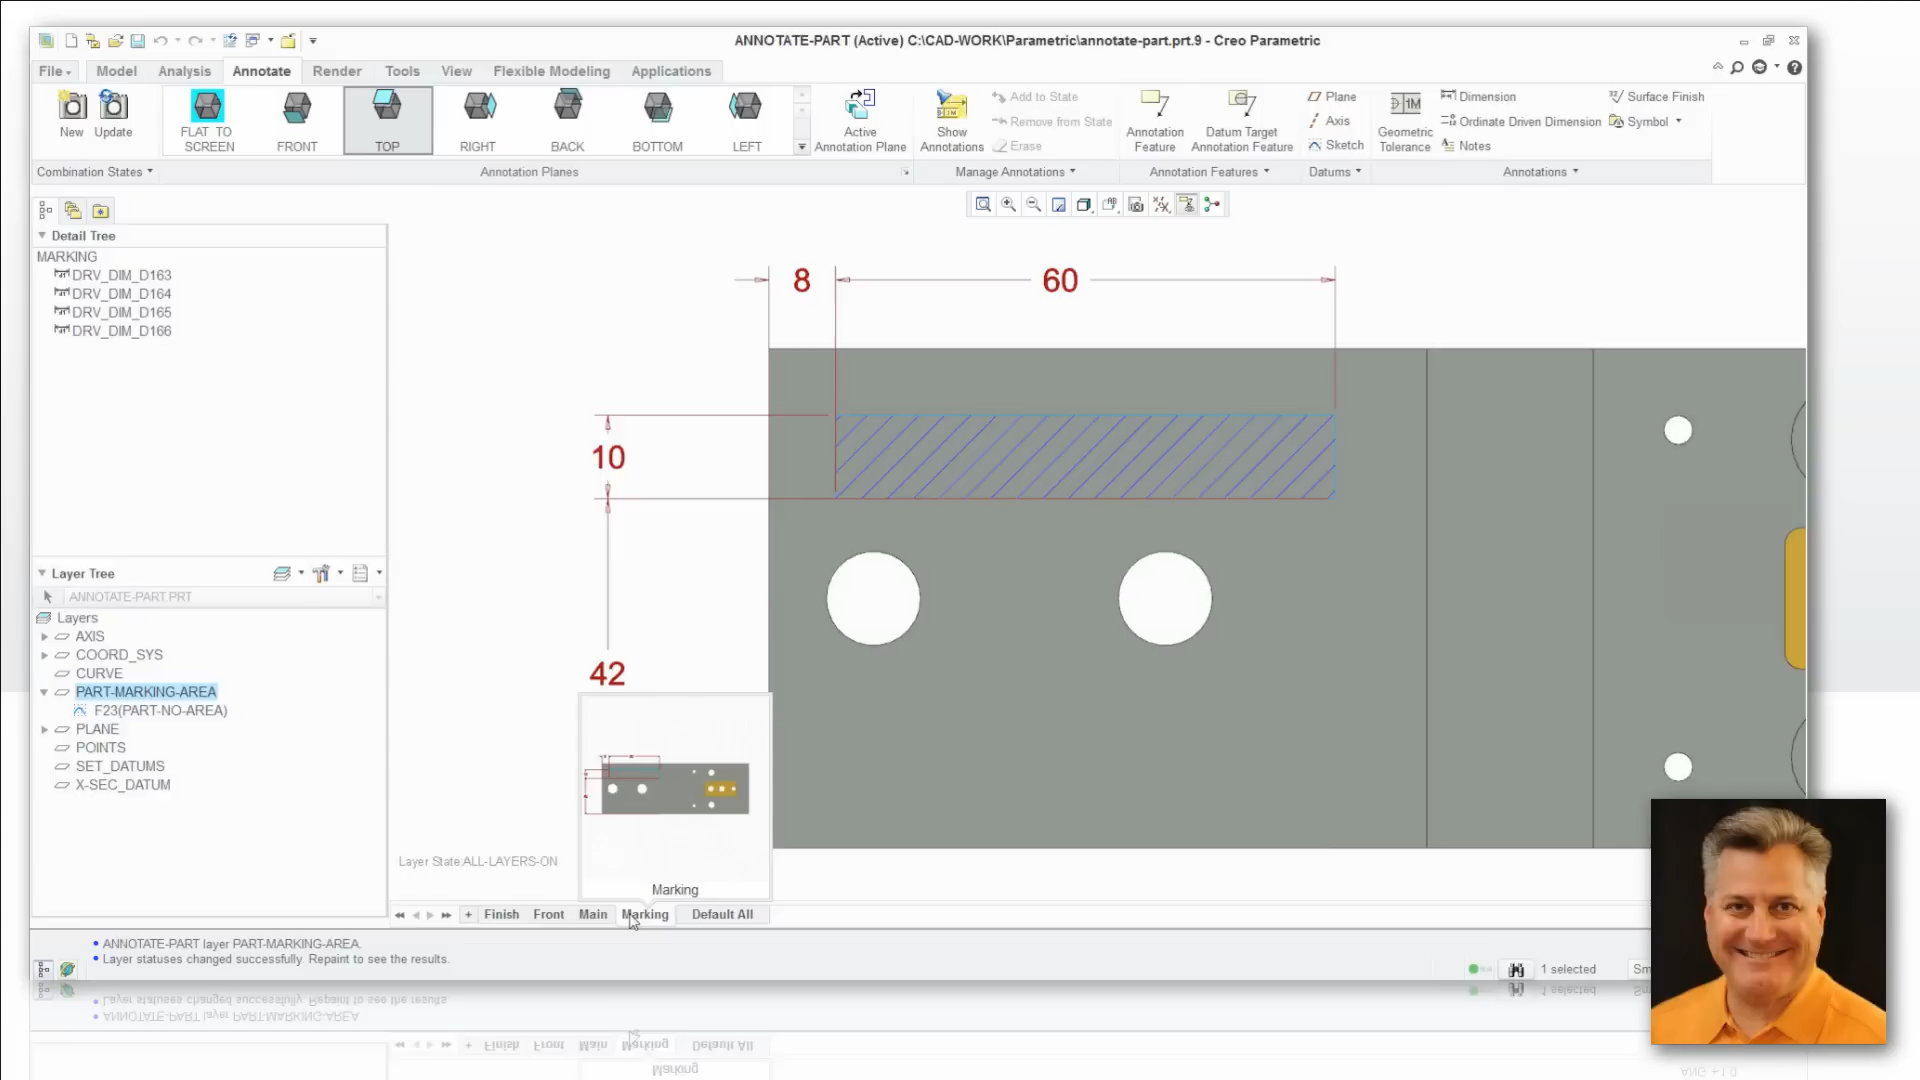 ANNOTATE-PART (Active) C:\CAD-WORK\Parametric\annotate-part.prt.9 - Creo Parametric
File Model Analysis Annotate Render Tools View Flexible Modeling Applications
New Update
FLAT TO SCREEN
FRONT
TOP
RIGHT
BACK
BOTTOM
LEFT
Active Annotation Plane
Show Annotations
Add to State
Remove from State
Erase
Annotation Feature
Datum Target Annotation Feature
Plane
Axis
Sketch
Geometric Tolerance
Dimension
Ordinate Driven Dimension
Notes
Surface Finish
Symbol
Combination States
Annotation Planes
Manage Annotations
Annotation Features
Datums
Annotations
Detail Tree
MARKING
DRV_DIM_D163
DRV_DIM_D164
DRV_DIM_D165
DRV_DIM_D166
8
60
10
42
Layer Tree
ANNOTATE-PART.PRT
Layers
AXIS
COORD_SYS
CURVE
PART-MARKING-AREA
F23(PART-NO-AREA)
PLANE
POINTS
SET_DATUMS
X-SEC_DATUM
Layer State:ALL-LAYERS-ON
Marking
+ Finish Front Main Marking Default All
• ANNOTATE-PART layer PART-MARKING-AREA.
• Layer statuses changed successfully. Repaint to see the results.
1 selected
Sm